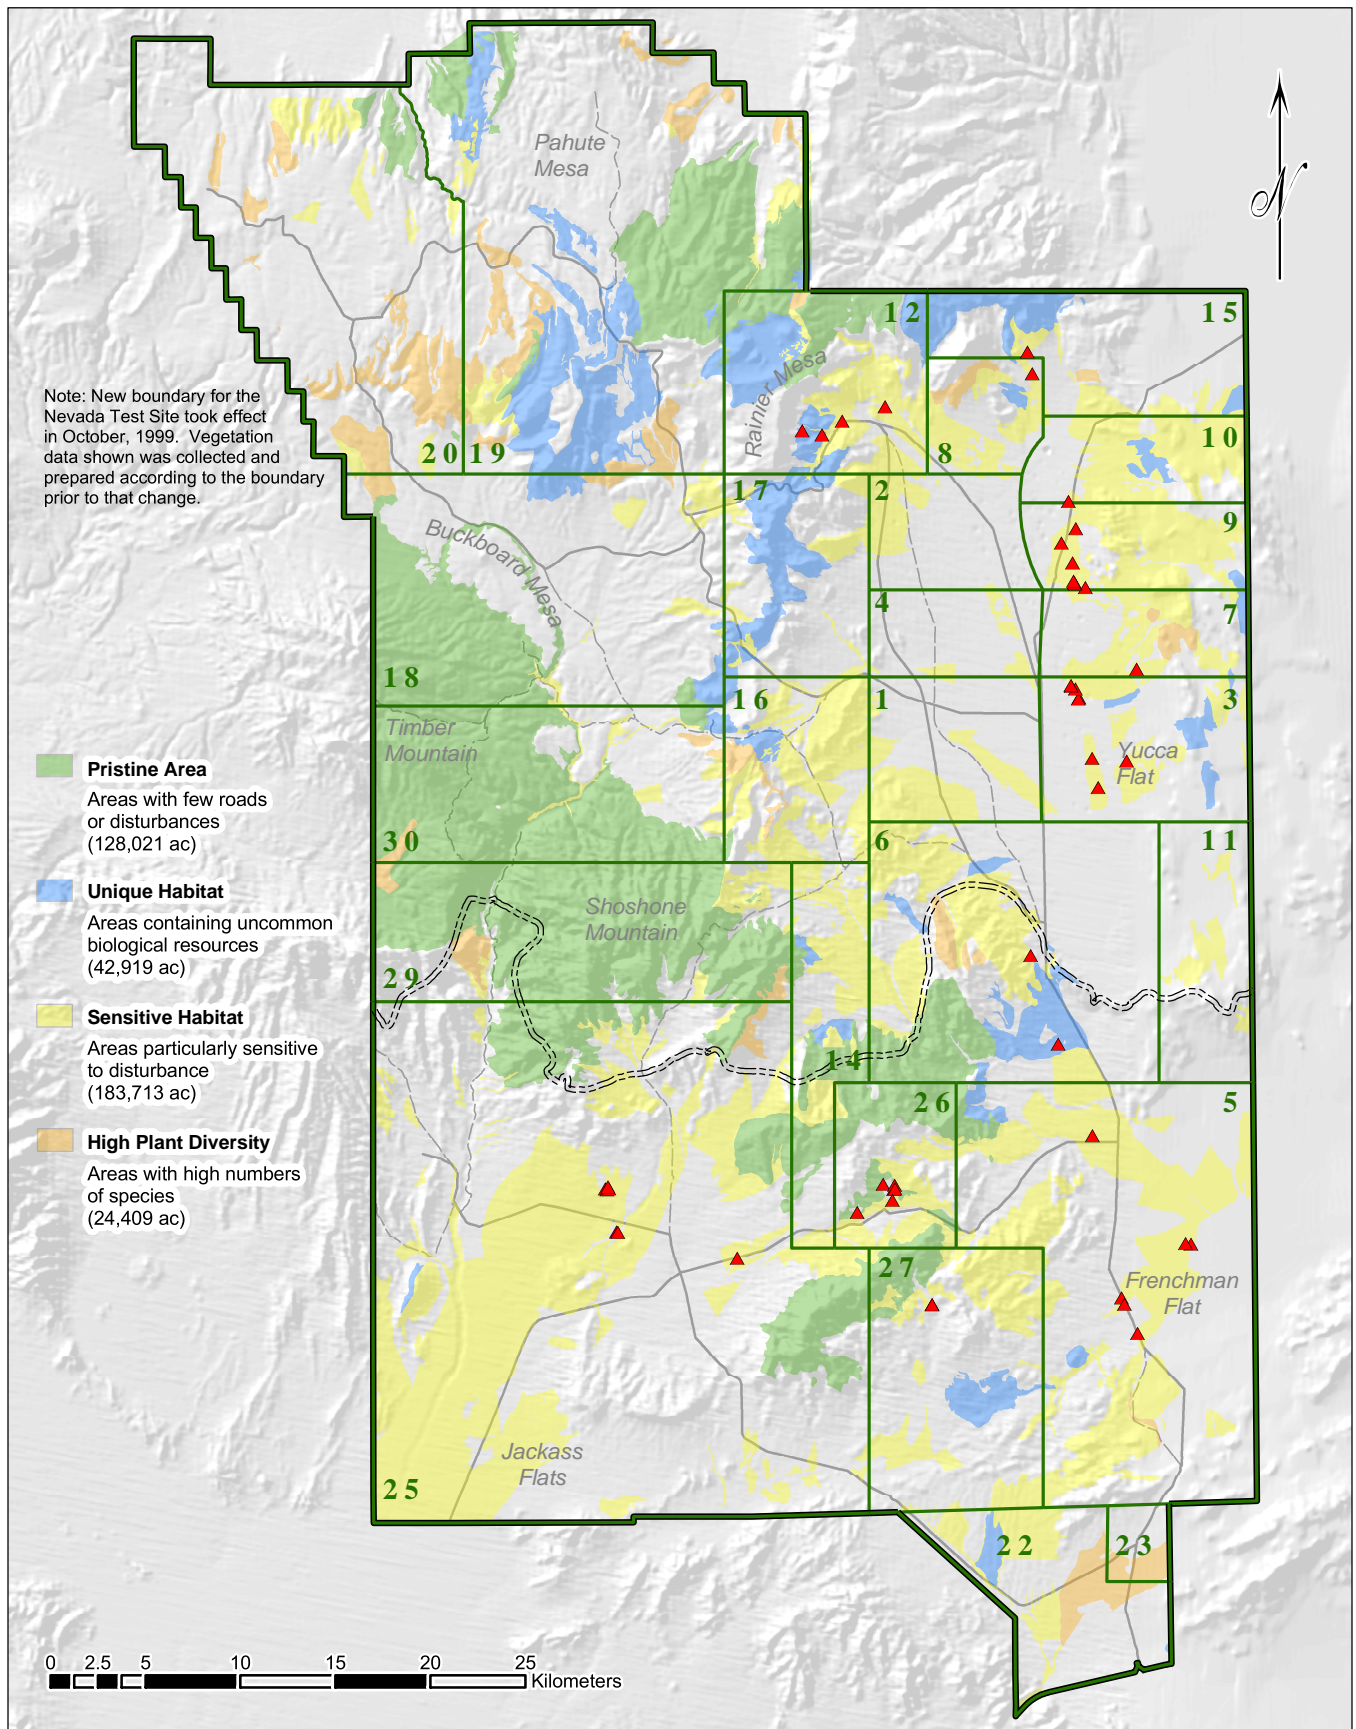 Pahute
Mesa
N
12
15
Rainier Mesa
Note: New boundary for the
Nevada Test Site took effect
in October, 1999. Vegetation
data shown was collected and
prepared according to the boundary
prior to that change.
20
19
8
10
17
2
9
Buckboard Mesa
4
7
18
16
1
3
Timber
Mountain
Yucca
Flat
Pristine Area
Areas with few roads
or disturbances
(128,021 ac)
30
6
11
Unique Habitat
Areas containing uncommon
biological resources
(42,919 ac)
Shoshone
Mountain
29
Sensitive Habitat
Areas particularly sensitive
to disturbance
(183,713 ac)
14
26
5
High Plant Diversity
Areas with high numbers
of species
(24,409 ac)
27
Frenchman
Flat
Jackass
Flats
25
22
23
0 2.5 5 10 15 20 25
Kilometers